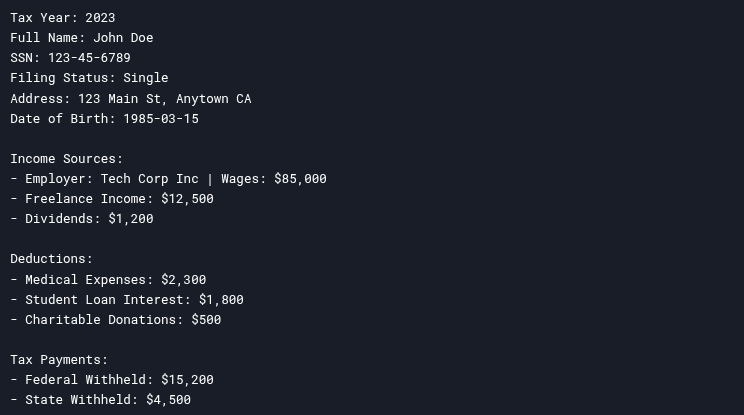 Tax Year: 2023
Full Name: John Doe
SSN: 123-45-6789
Filing Status: Single
Address: 123 Main St, Anytown CA
Date of Birth: 1985-03-15
Income Sources:
- Employer: Tech Corp Inc | Wages: $85,000
- Freelance Income: $12,500
- Dividends: $1,200
Deductions:
- Medical Expenses: $2,300
- Student Loan Interest: $1,800
- Charitable Donations: $500
Tax Payments:
- Federal Withheld: $15,200
- State Withheld: $4,500